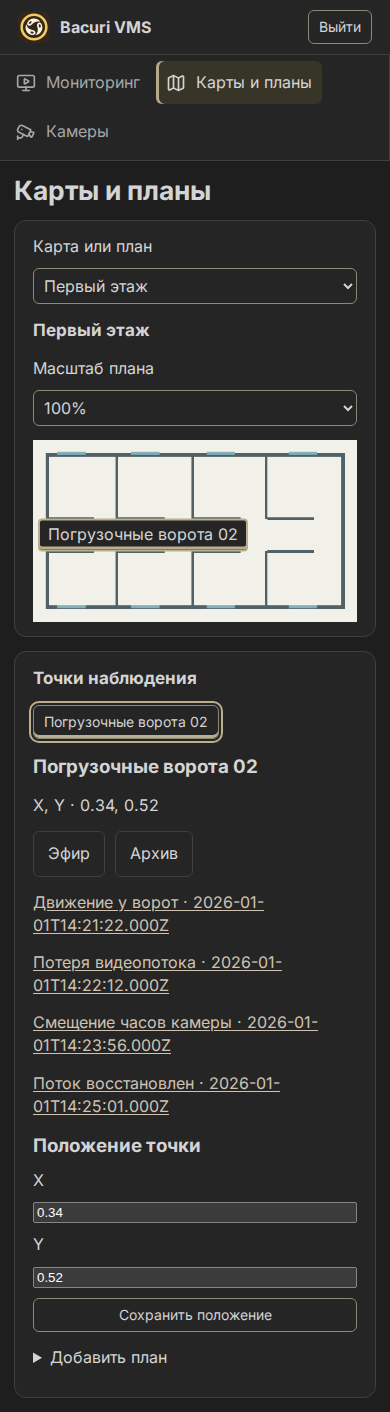 Bacuri VMS
Выйти
Мониторинг
Карты и планы
Камеры
Карты и планы
Карта или план
Первый этаж
Первый этаж
Масштаб плана
100%
Погрузочные ворота 02
Точки наблюдения
Погрузочные ворота 02
Погрузочные ворота 02
X, Y · 0.34, 0.52
Эфир
Архив
Движение у ворот · 2026-01-
01T14:21:22.000Z
Потеря видеопотока · 2026-01-
01T14:22:12.000Z
Смещение часов камеры · 2026-01-
01T14:23:56.000Z
Поток восстановлен · 2026-01-
01T14:25:01.000Z
Положение точки
X
0.34
Y
0.52
Сохранить положение
Добавить план